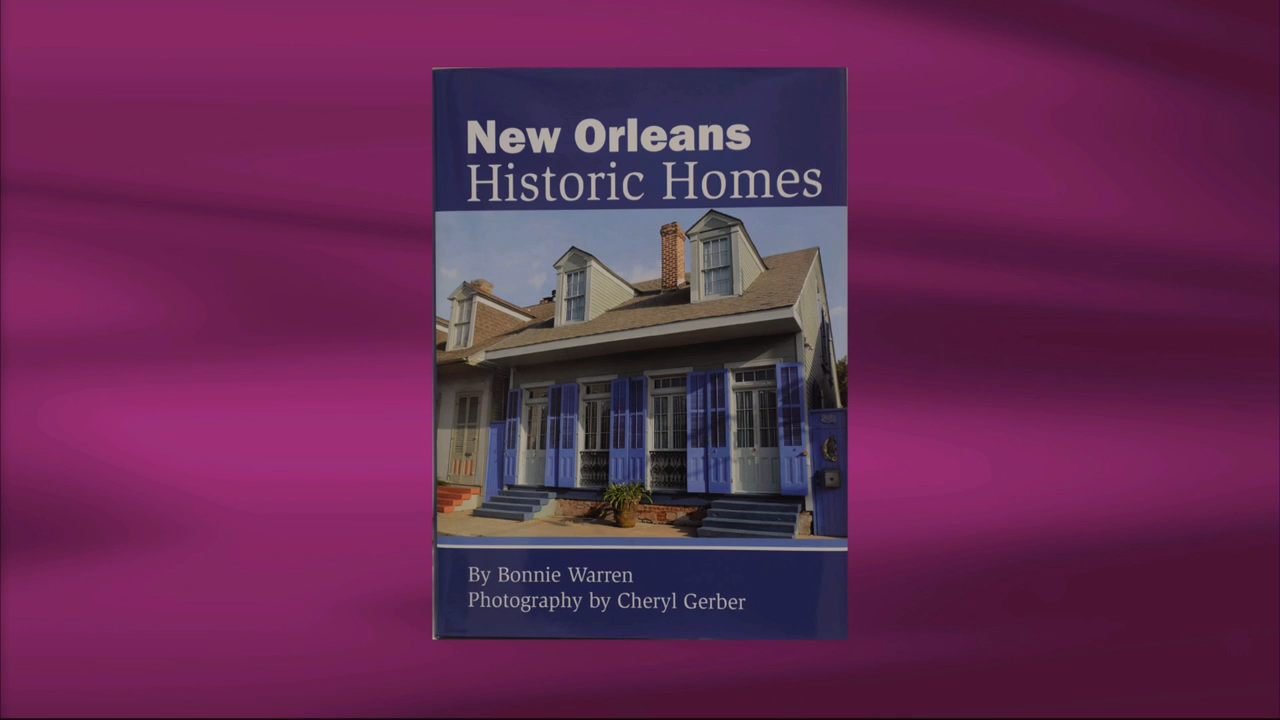 New Orleans
Historic Homes
By Bonnie Warren
Photography by Cheryl Gerber